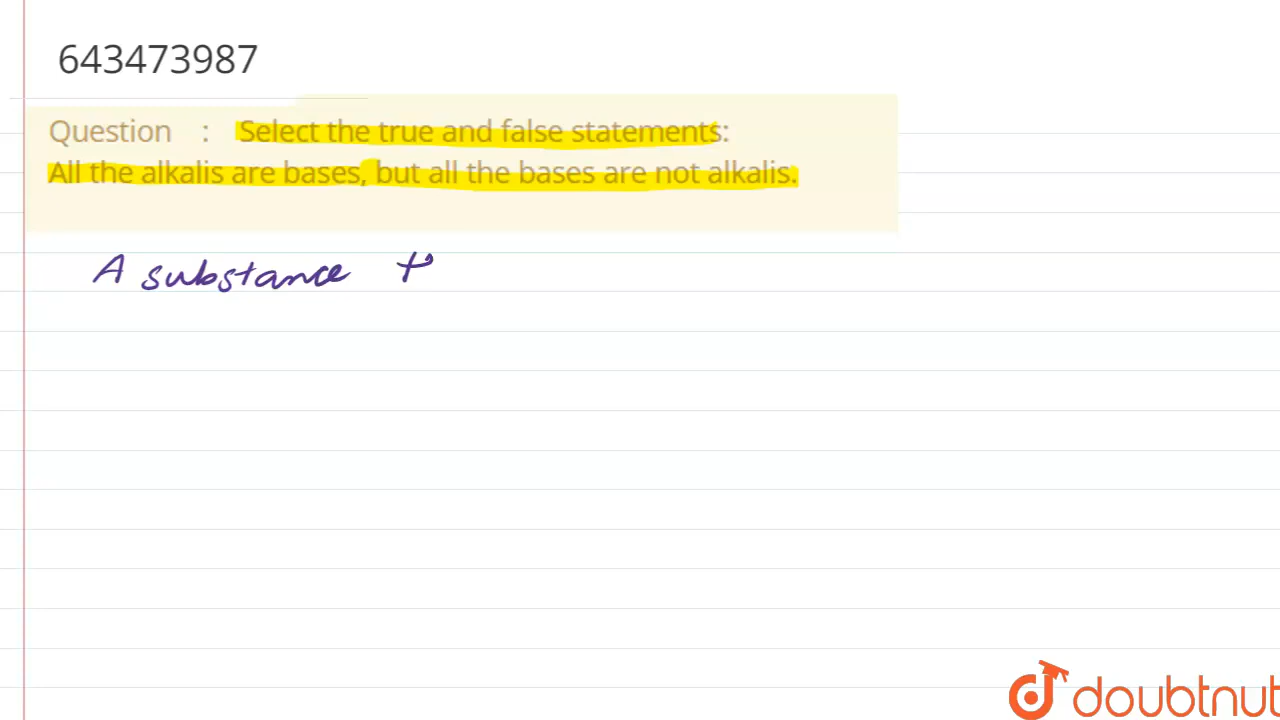 643473987
Question : Select the true and false statements:
All the alkalis are bases, but all the bases are not alkalis.
A substance
doubtnut